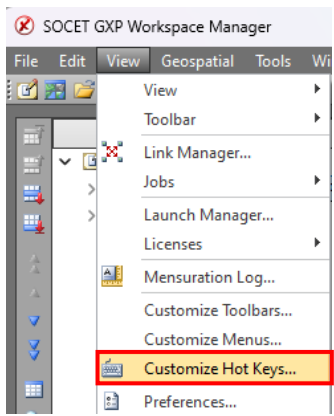 SOCET GXP Workspace Manager
File Edit View Geospatial Tools
View
Toolbar
Link Manager...
Jobs
Launch Manager...
Licenses
Mensuration Log...
Customize Toolbars...
Customize Menus...
Customize Hot Keys...
Preferences...